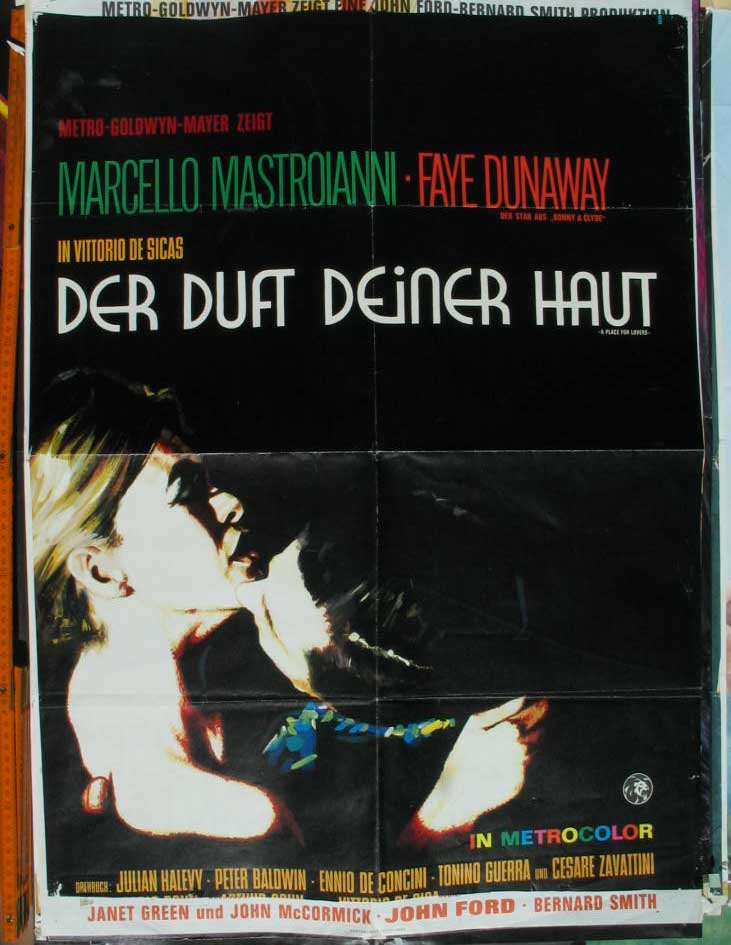 METRO-GOLDWYN-MAYER ZEIGT EINE JOHN FORD-BERNARD SMITH PRODUKTION
METRO-GOLDWYN-MAYER ZEIGT
MARCELLO MASTROIANNI · FAYE DUNAWAY
DER STAR AUS „BONNY & CLYDE"
IN VITTORIO DE SICAS
DER DUFT DEINER HAUT
-A PLACE FOR LOVERS-
IN METROCOLOR
DREHBUCH: JULIAN HALEVY · PETER BALDWIN · ENNIO DE CONCINI · TONINO GUERRA UND CESARE ZAVATTINI
JANET GREEN und JOHN McCORMICK · JOHN FORD · BERNARD SMITH